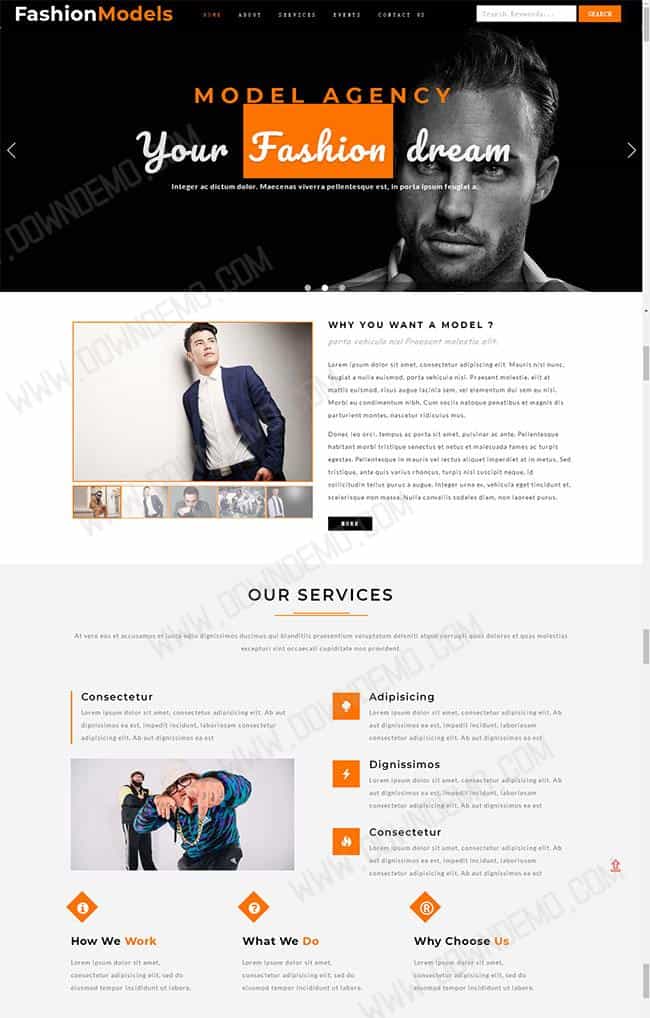 FashionModels
HOME ABOUT SERVICES EVENTS CONTACT US
Search Keywords...
SEARCH
MODEL AGENCY
Your Fashion dream
Integer ac dictum dolor. Maecenas viverra pellentesque est, in porta ipsum feugiat a.
WHY YOU WANT A MODEL ?
porta vehicula nisl Praesent molestie elit.
Lorem ipsum dolor sit amet, consectetur adipiscing elit. Mauris nisi nunc,
feugiat a nulla euismod, porta vehicula nisl. Praesent molestie, elit at
mattis euismod, risus augue lacinia sem, vel elementum dui sem eu nisl.
Morbi eu condimentum nibh. Cum sociis natoque penatibus et magnis dis
parturient montes, nascetur ridiculus mus.
Donec leo orci, tempus ac porta sit amet, pulvinar ac ante. Pellentesque
habitant morbi tristique senectus et netus et malesuada fames ac turpis
egestas. Pellentesque in mauris vel lectus aliquet imperdiet at in metus. Sed
tristique, ante quis varius rhoncus, turpis nisl suscipit neque, id
sollicitudin tellus purus a augue. Integer urna ex, vehicula eget tincidunt et,
scelerisque non massa. Nulla convallis sodales diam, non laoreet purus.
MORE
OUR SERVICES
At vero eos et accusamus et iusto odio dignissimos ducimus qui blanditiis praesentium voluptatum deleniti atque corrupti quos dolores et quas molestias
excepturi sint occaecati cupiditate non provident.
Consectetur
Lorem ipsum dolor sit amet, consectetur adipisicing elit. Ab aut
dignissimos ea est, impedit incidunt, laboriosam consectetur
adipisicing elit. Ab aut dignissimos ea est
Adipisicing
Lorem ipsum dolor sit amet, consectetur adipisicing elit. Ab aut
dignissimos ea est, impedit incidunt, laboriosam
consectetur adipisicing elit. Ab aut dignissimos ea est
Dignissimos
Lorem ipsum dolor sit amet, consectetur adipisicing elit. Ab aut
dignissimos ea est, impedit incidunt, laboriosam
consectetur adipisicing elit. Ab aut dignissimos ea est
Consectetur
Lorem ipsum dolor sit amet, consectetur adipisicing elit. Ab aut
dignissimos ea est, impedit incidunt, laboriosam
consectetur adipisicing elit. Ab aut dignissimos ea est
How We Work
Lorem ipsum dolor sit amet,
consectetur adipisicing elit, sed do
eiusmod tempor incididunt ut labore.
What We Do
Lorem ipsum dolor sit amet,
consectetur adipisicing elit, sed do
eiusmod tempor incididunt ut labore.
Why Choose Us
Lorem ipsum dolor sit amet,
consectetur adipisicing elit, sed do
eiusmod tempor incididunt ut labore.
WWW.DOWNDEMO.COM